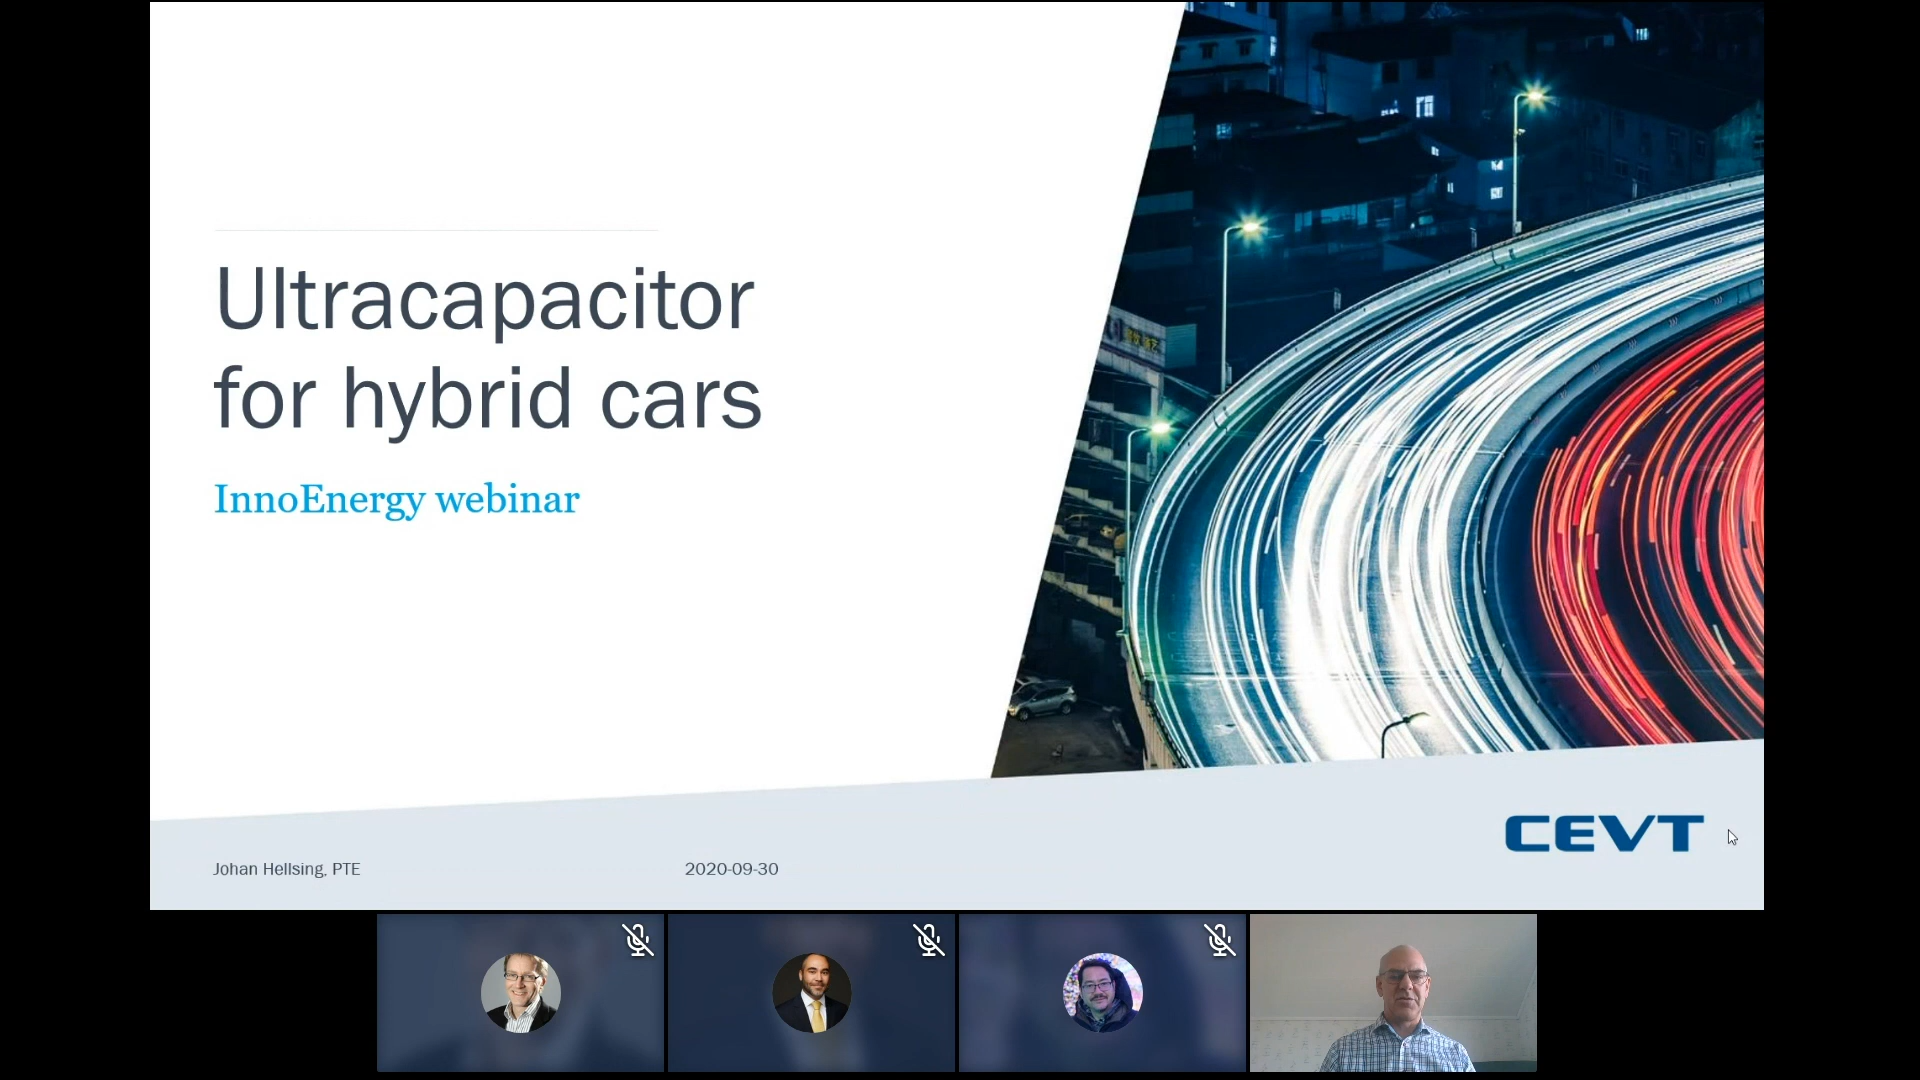 Ultracapacitor
for hybrid cars
InnoEnergy webinar
CEVT
Johan Hellsing, PTE
2020-09-30